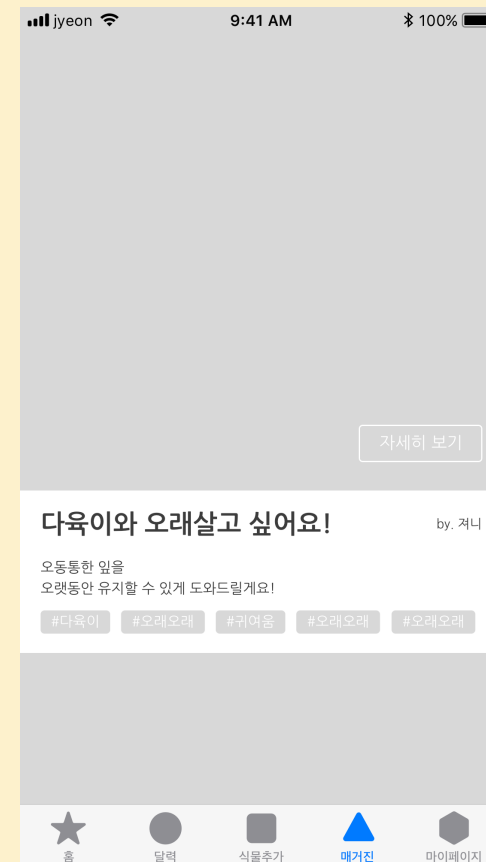 jyeon 9:41 AM 100%
자세히 보기
다육이와 오래살고 싶어요! by. 져니
오동통한 잎을
오랫동안 유지할 수 있게 도와드릴게요!
#다육이 #오래오래 #귀여움 #오래오래 #오래오래
홈 달력 식물추가 매거진 마이페이지